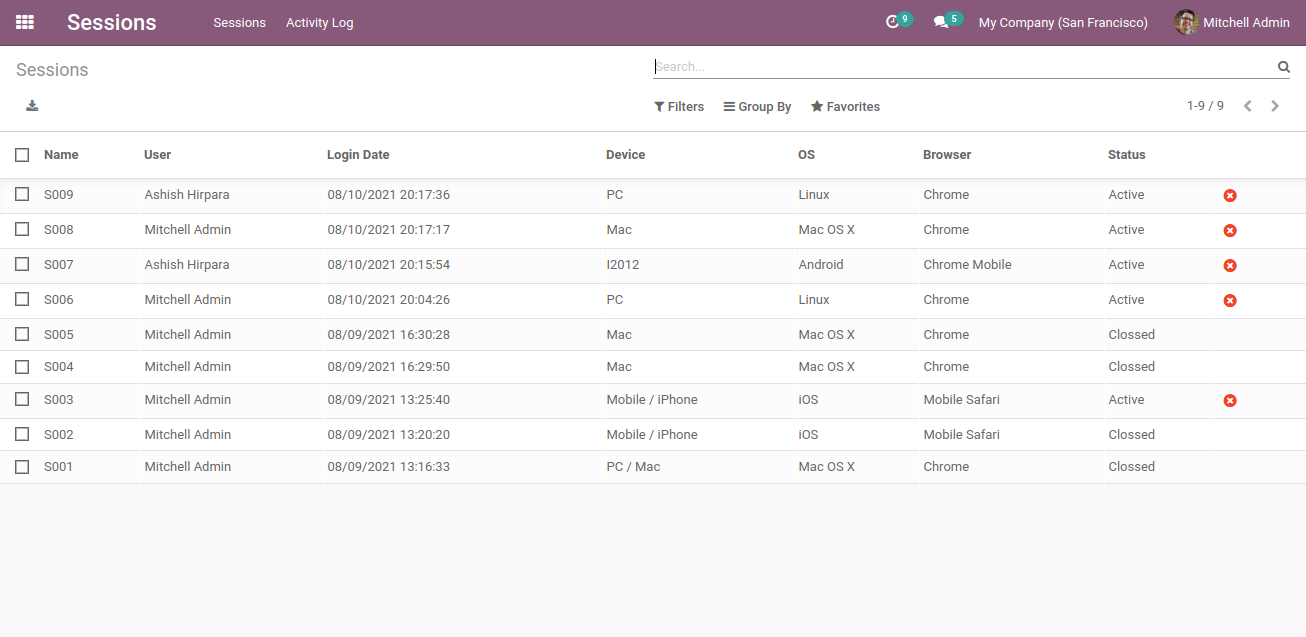 Sessions Sessions Activity Log 9 5 My Company (San Francisco) Mitchell Admin
Sessions Search...
Filters Group By Favorites 1-9 / 9
Name User Login Date Device OS Browser Status
S009 Ashish Hirpara 08/10/2021 20:17:36 PC Linux Chrome Active
S008 Mitchell Admin 08/10/2021 20:17:17 Mac Mac OS X Chrome Active
S007 Ashish Hirpara 08/10/2021 20:15:54 I2012 Android Chrome Mobile Active
S006 Mitchell Admin 08/10/2021 20:04:26 PC Linux Chrome Active
S005 Mitchell Admin 08/09/2021 16:30:28 Mac Mac OS X Chrome Clossed
S004 Mitchell Admin 08/09/2021 16:29:50 Mac Mac OS X Chrome Clossed
S003 Mitchell Admin 08/09/2021 13:25:40 Mobile / iPhone iOS Mobile Safari Active
S002 Mitchell Admin 08/09/2021 13:20:20 Mobile / iPhone iOS Mobile Safari Clossed
S001 Mitchell Admin 08/09/2021 13:16:33 PC / Mac Mac OS X Chrome Clossed